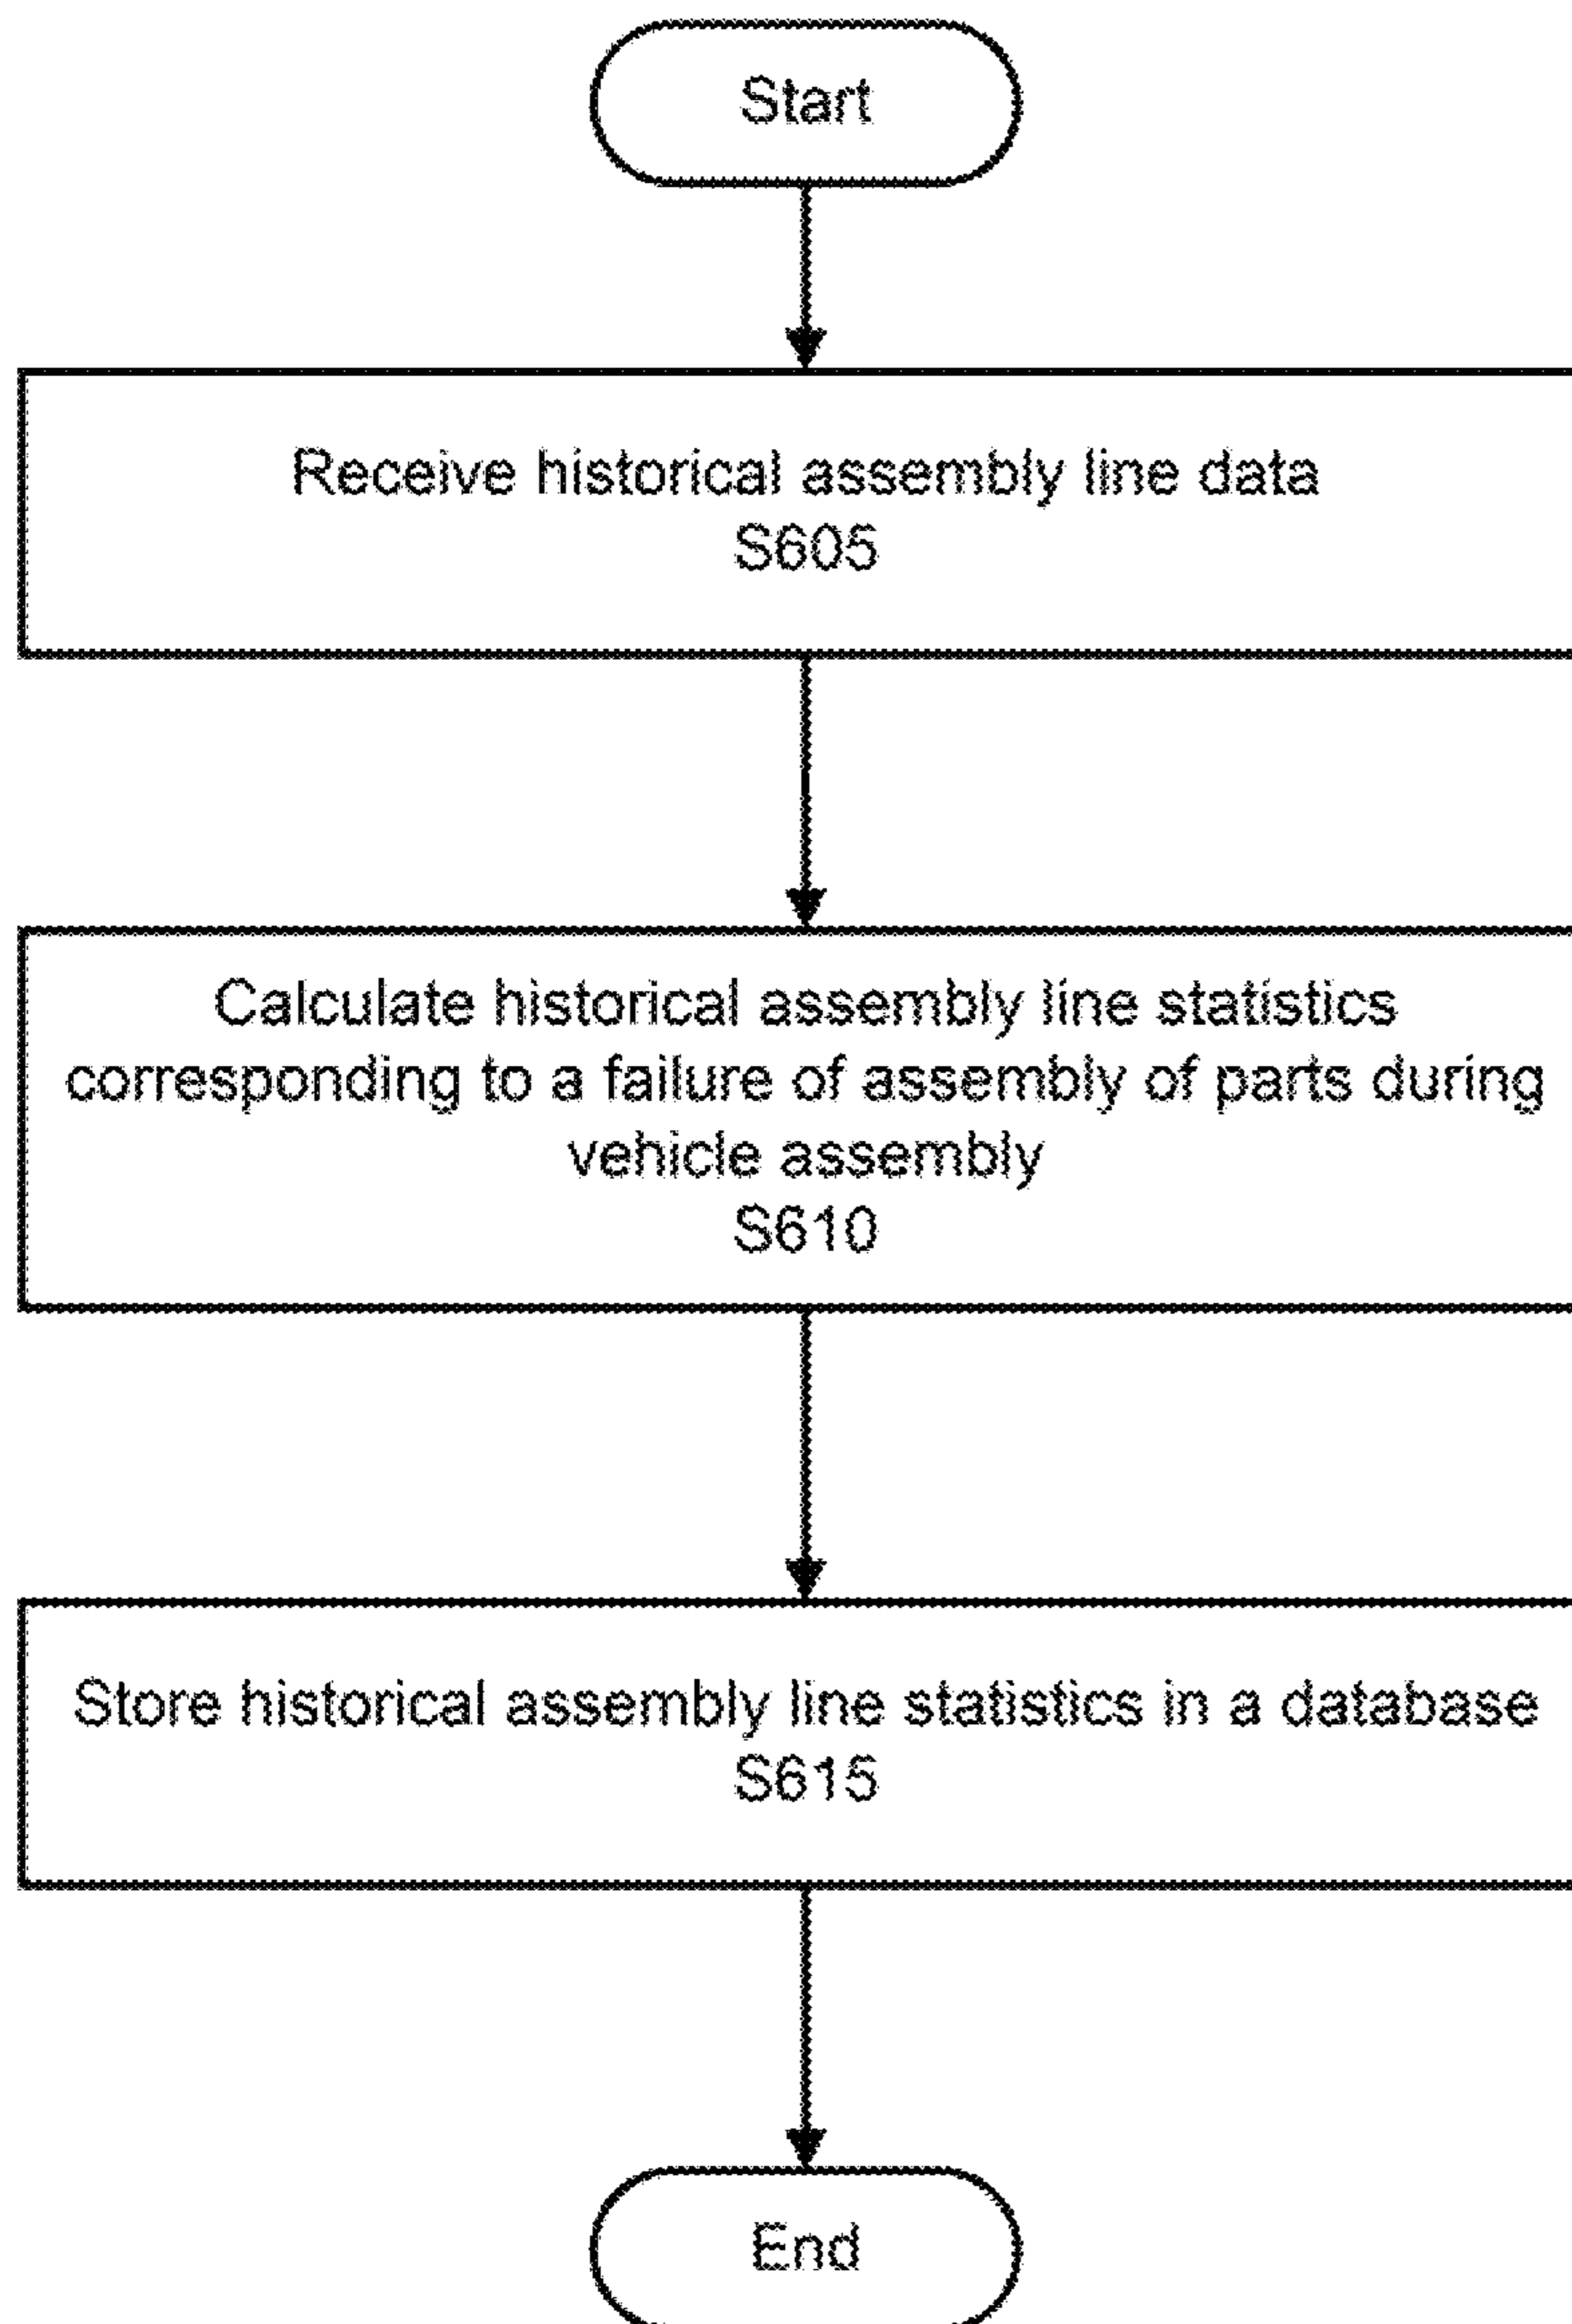 Start
Receive historical assembly line data
S605
Calculate historical assembly line statistics
corresponding to a failure of assembly of parts during
vehicle assembly
S610
Store historical assembly line statistics in a database
S615
End